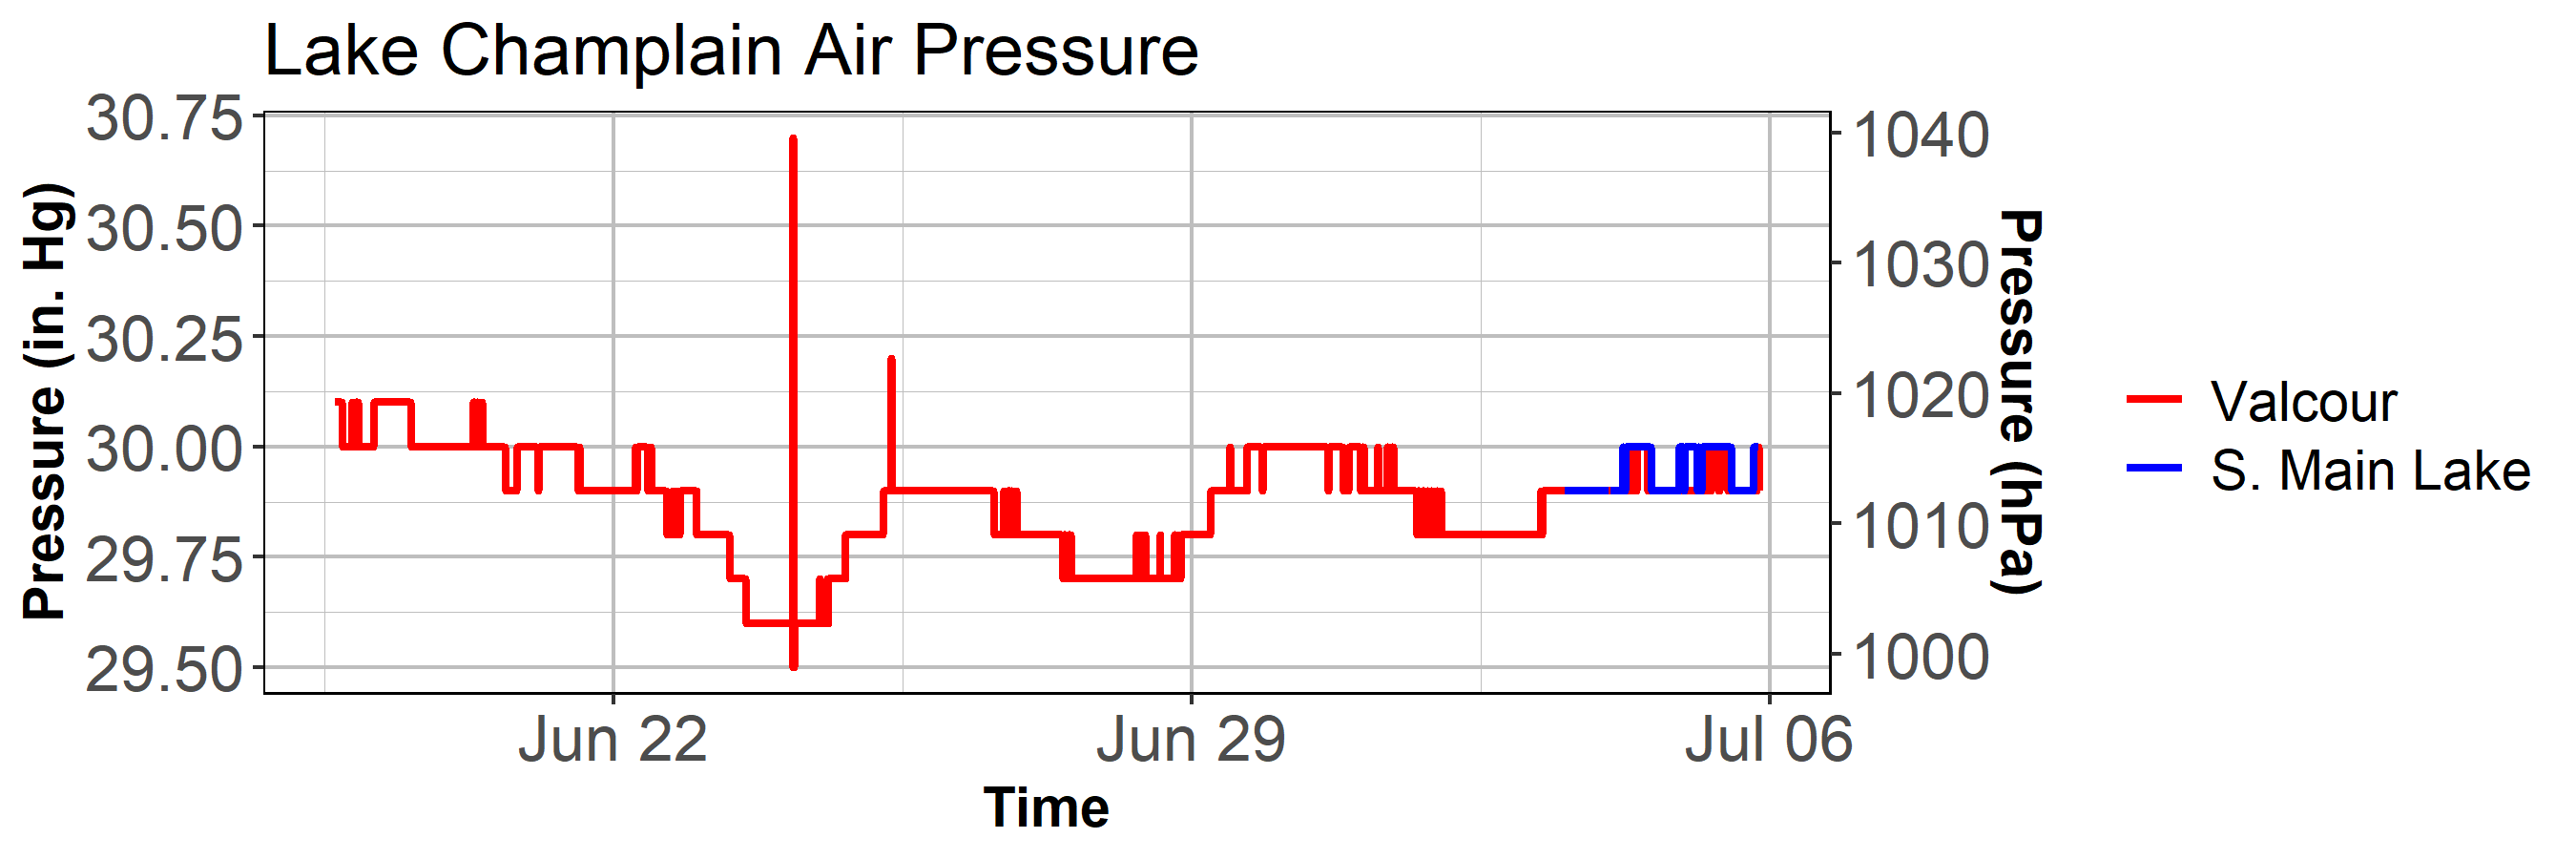 Lake Champlain Air Pressure
Pressure (in. Hg)
30.75
30.50
30.25
30.00
29.75
29.50
1040
1030
1020
1010
1000
Pressure (hPa)
Jun 22
Jun 29
Jul 06
Time
Valcour
S. Main Lake